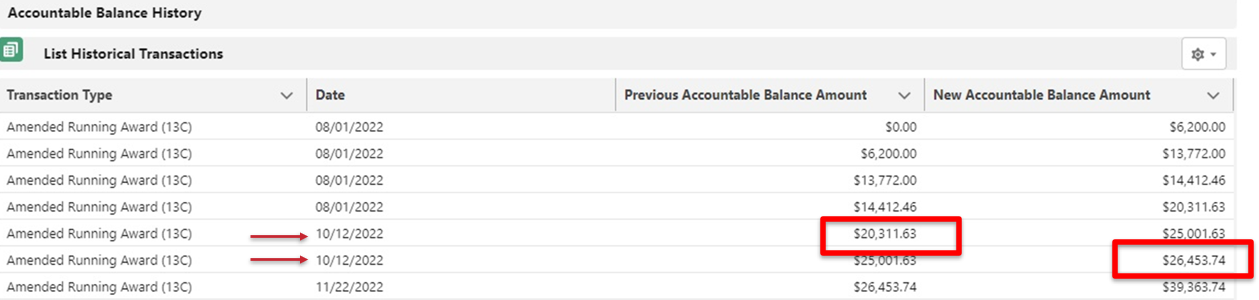 Accountable Balance History
List Historical Transactions
Transaction Type Date Previous Accountable Balance Amount New Accountable Balance Amount
Amended Running Award (13C) 08/01/2022 $0.00 $6,200.00
Amended Running Award (13C) 08/01/2022 $6,200.00 $13,772.00
Amended Running Award (13C) 08/01/2022 $13,772.00 $14,412.46
Amended Running Award (13C) 08/01/2022 $14,412.46 $20,311.63
Amended Running Award (13C) 10/12/2022 $20,311.63 $25,001.63
Amended Running Award (13C) 10/12/2022 $25,001.63 $26,453.74
Amended Running Award (13C) 11/22/2022 $26,453.74 $39,363.74